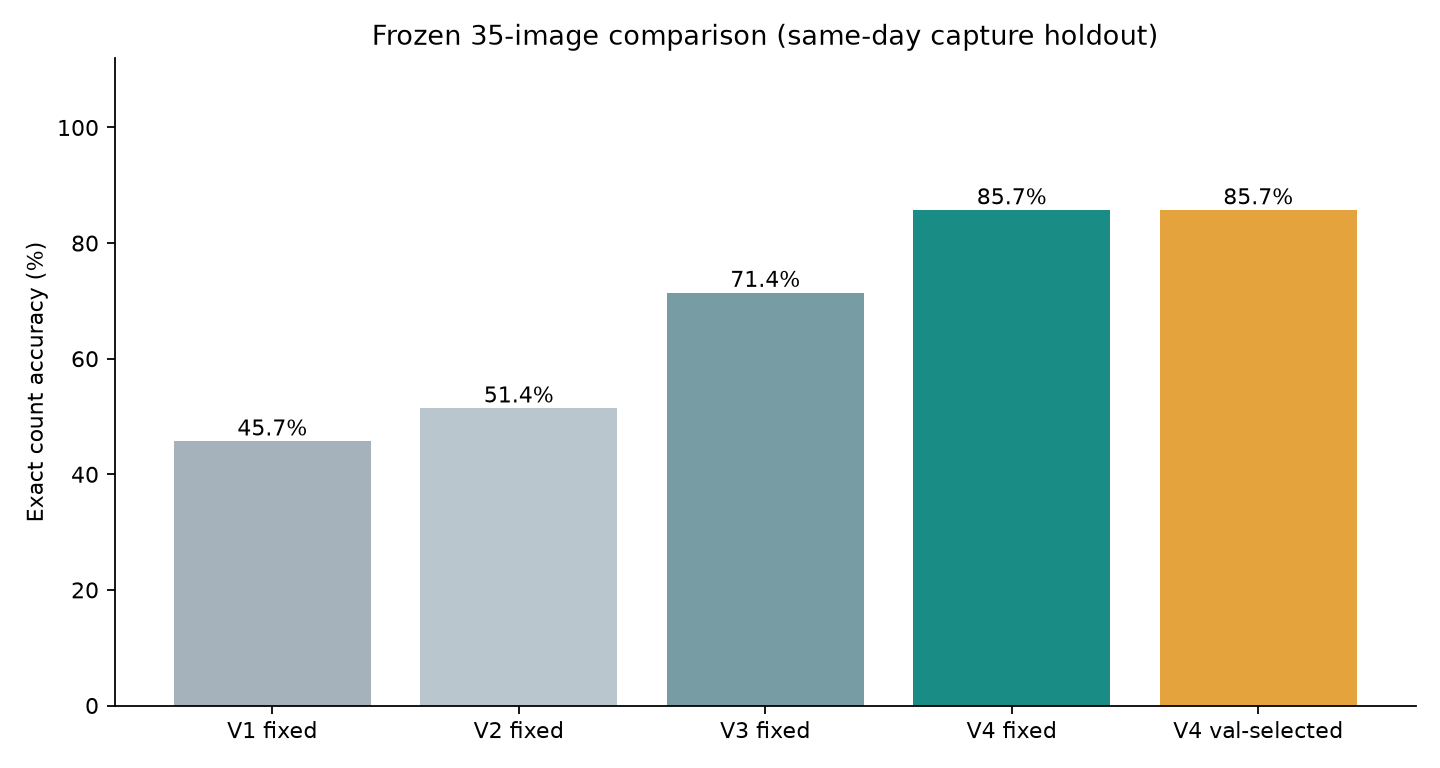 Frozen 35-image comparison (same-day capture holdout)
Exact count accuracy (%)
100
80
60
40
20
0
45.7%
51.4%
71.4%
85.7%
85.7%
V1 fixed
V2 fixed
V3 fixed
V4 fixed
V4 val-selected